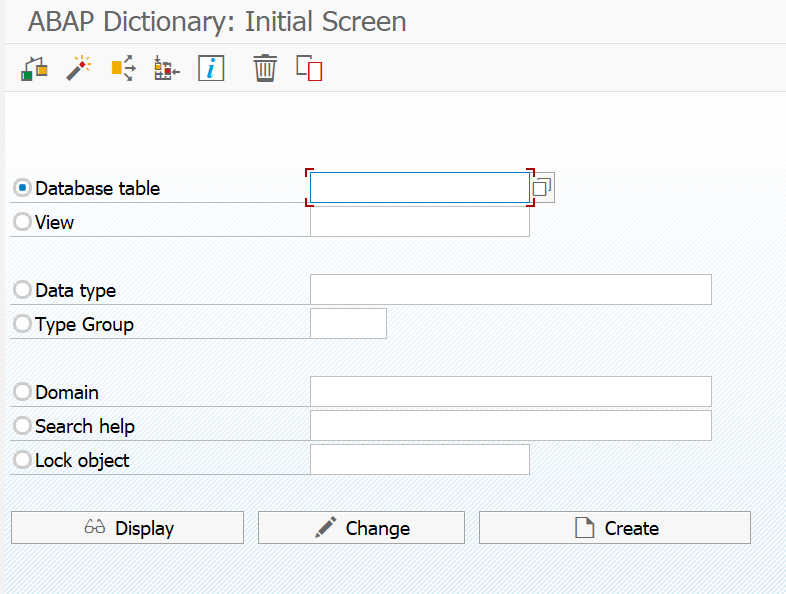 ABAP Dictionary: Initial Screen
Database table
View
Data type
Type Group
Domain
Search help
Lock object
Display Change Create